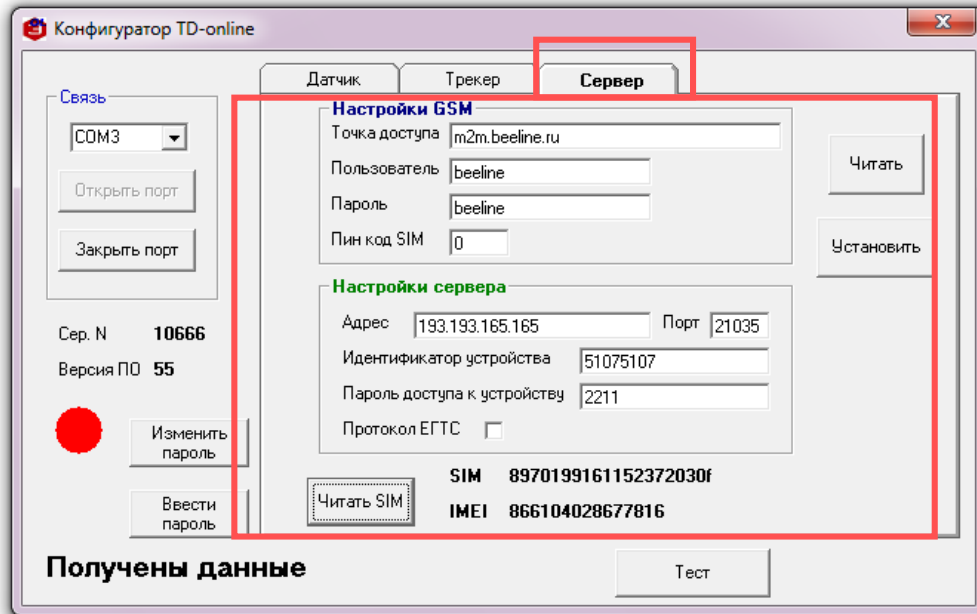 Конфигуратор TD-online
Датчик Трекер Сервер
Связь
COM3
Открыть порт
Закрыть порт
Сер. N 10666
Версия ПО 55
Изменить
пароль
Ввести
пароль
Настройки GSM
Точка доступа m2m.beeline.ru
Пользователь beeline
Пароль beeline
Пин код SIM 0
Читать
Установить
Настройки сервера
Адрес 193.193.165.165 Порт 21035
Идентификатор устройства 51075107
Пароль доступа к устройству 2211
Протокол ЕГТС
Читать SIM
SIM 8970199161152372030f
IMEI 866104028677816
Получены данные
Тест